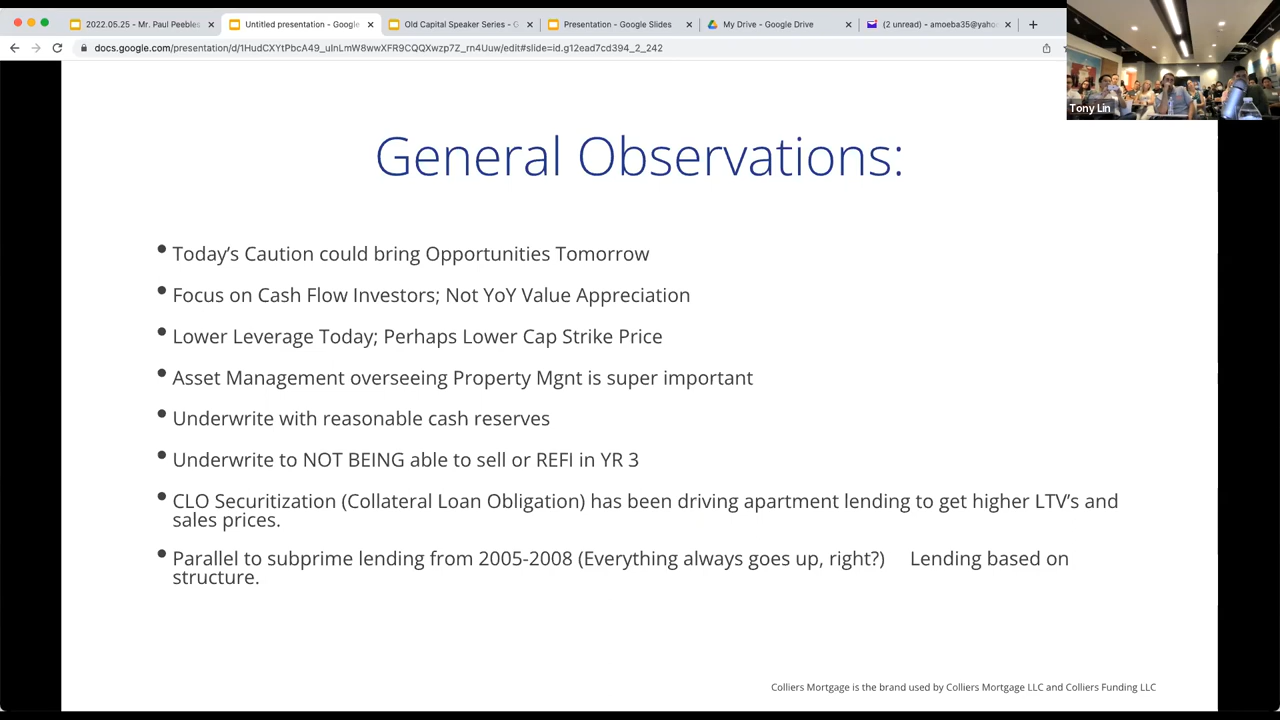 2022.05.25 - Mr. Paul Peebles
Untitled presentation - Google
Old Capital Speaker Series - G
Presentation - Google Slides
My Drive - Google Drive
(2 unread) - amoeba35@yaho
docs.google.com/presentation/d/1HudCXYtPbcA49_uInLmW8wwXFR9CQQXwzp7Z_rn4Uuw/edit#slide=id.g12ead7cd394_2_242
Tony Lin
General Observations:
• Today's Caution could bring Opportunities Tomorrow
• Focus on Cash Flow Investors; Not YoY Value Appreciation
• Lower Leverage Today; Perhaps Lower Cap Strike Price
• Asset Management overseeing Property Mgnt is super important
• Underwrite with reasonable cash reserves
• Underwrite to NOT BEING able to sell or REFI in YR 3
• CLO Securitization (Collateral Loan Obligation) has been driving apartment lending to get higher LTV's and
sales prices.
• Parallel to subprime lending from 2005-2008 (Everything always goes up, right?) Lending based on
structure.
Colliers Mortgage is the brand used by Colliers Mortgage LLC and Colliers Funding LLC